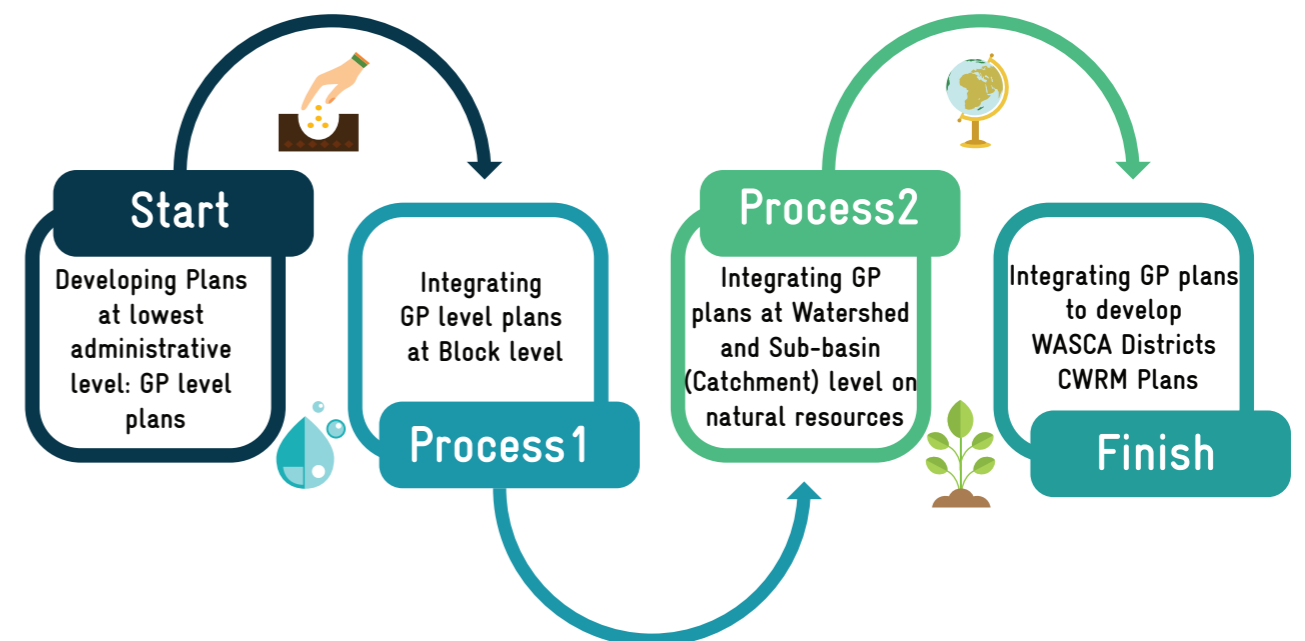 Start
Developing Plans
at lowest
administrative
level: GP level
plans
Integrating
GP level plans
at Block level
Process1
Process2
Integrating GP
plans at Watershed
and Sub-basin
(Catchment) level on
natural resources
Integrating GP plans
to develop
WASCA Districts
CWRM Plans
Finish